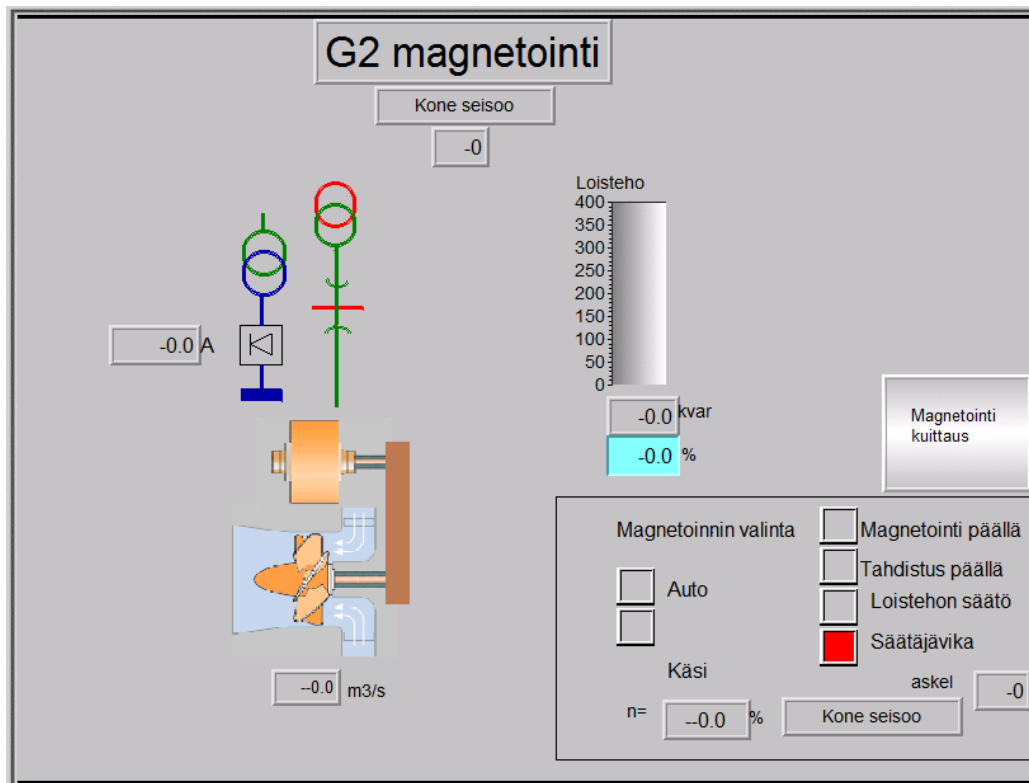 G2 magnetointi
Kone seisoo
-0
Loisteho
400
350
300
250
200
150
100
50
0
-0.0 A
-0.0 kvar
-0.0 %
Magnetointi
kuittaus
Magnetoinnin valinta
Magnetointi päällä
Tahdistus päällä
Auto
Loistehon säätö
Säätäjävika
Käsi
askel -0
n= --0.0 %
Kone seisoo
--0.0 m3/s